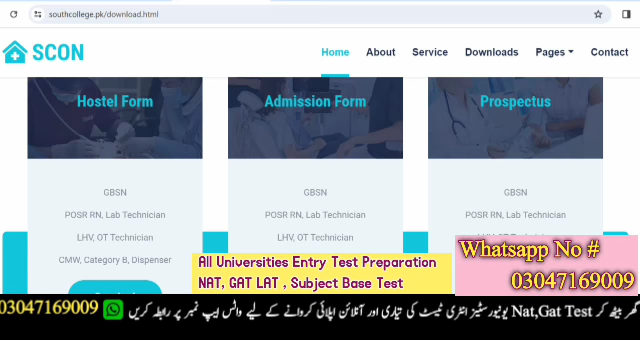 southcollege.pk/download.html
SCON
Home About Service Downloads Pages Contact
Hostel Form
Admission Form
Prospectus
GBSN
POSR RN, Lab Technician
LHV, OT Technician
CMW, Category B, Dispenser
GBSN
POSR RN, Lab Technician
LHV, OT Technician
GBSN
POSR RN, Lab Technician
All Universities Entry Test Preparation
NAT, GAT LAT , Subject Base Test
Whatsapp No #
03047169009
گھر بیٹھ کر Nat,Gat Test یونیورسٹیز انٹری ٹیسٹ کی تیاری اور آنلائن اپلائی کروانے کے لیے واٹس ایپ نمبر پر رابطہ کریں 03047169009